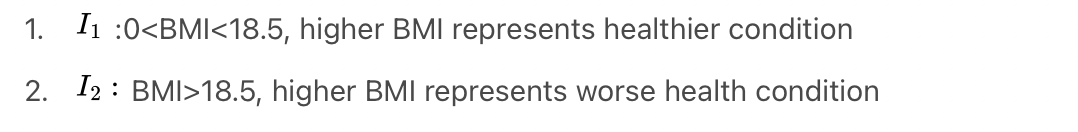 1. I₁ :0<BMI<18.5, higher BMI represents healthier condition
2. I₂ : BMI>18.5, higher BMI represents worse health condition